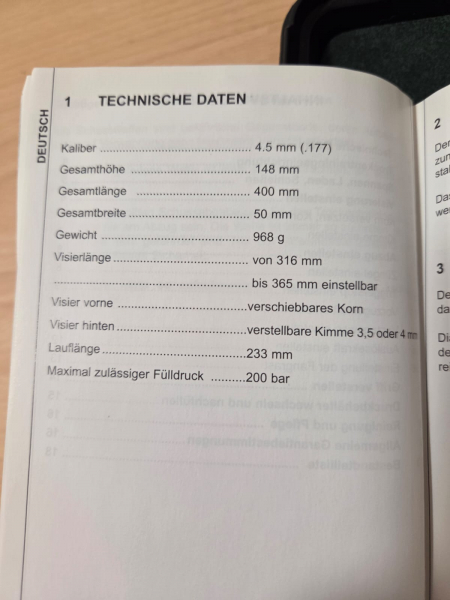 DEUTSCH
1 TECHNISCHE DATEN
Kaliber .......................................... 4.5 mm (.177)
Gesamthöhe ................................. 148 mm
Gesamtlänge ................................ 400 mm
Gesamtbreite ................................. 50 mm
Gewicht ......................................... 968 g
Visierlänge ..................................... von 316 mm
..................................................... bis 365 mm einstellbar
Visier vorne ....................................verschiebbares Korn
Visier hinten ....................................verstellbare Kimme 3,5 oder 4 mm
Lauflänge ........................................233 mm
Maximal zulässiger Fülldruck ..........200 bar
2
3